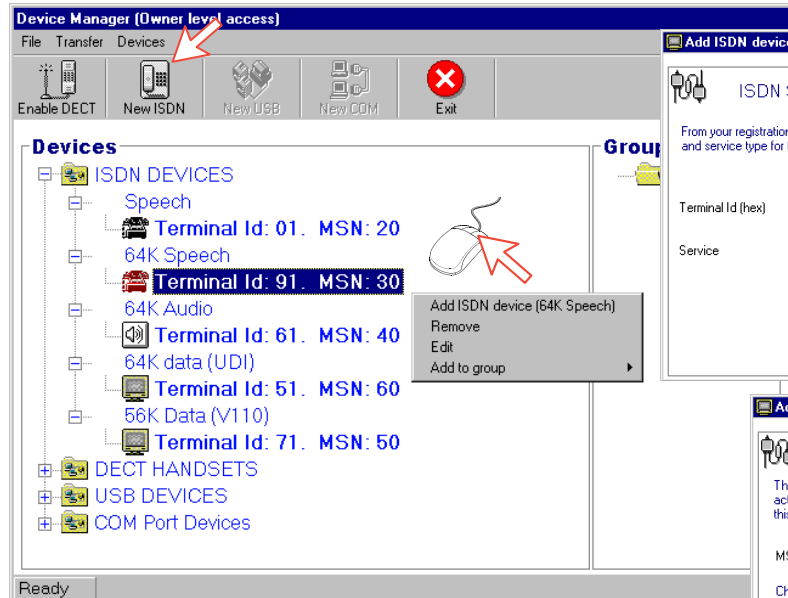 Device Manager (Owner level access)
File Transfer Devices
Enable DECT
New ISDN
New USB
New COM
Exit
Devices
ISDN DEVICES
Speech
Terminal Id: 01. MSN: 20
64K Speech
Terminal Id: 91. MSN: 30
64K Audio
Terminal Id: 61. MSN: 40
64K data (UDI)
Terminal Id: 51. MSN: 60
56K Data (V110)
Terminal Id: 71. MSN: 50
DECT HANDSETS
USB DEVICES
COM Port Devices
Ready
Add ISDN device (64K Speech)
Remove
Edit
Add to group
Group
Add ISDN device
ISDN
From your registration
and service type for
Terminal Id (hex)
Service